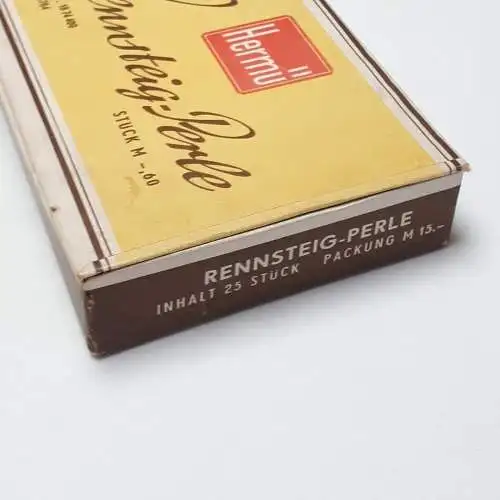 Hermü
Rennsteig-Perle
STÜCK M -,60
RENNSTEIG-PERLE
INHALT 25 STÜCK PACKUNG M 15.-